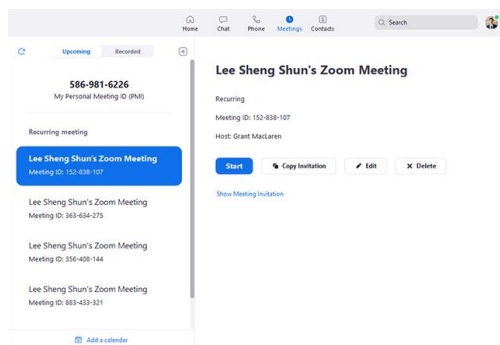 Home
Chat
Phone
Meetings
Contacts
Search
Upcoming
Recorded
586-981-6226
My Personal Meeting ID (PMI)
Recurring meeting
Lee Sheng Shun's Zoom Meeting
Meeting ID: 152-838-107
Lee Sheng Shun's Zoom Meeting
Meeting ID: 363-634-275
Lee Sheng Shun's Zoom Meeting
Meeting ID: 356-408-144
Lee Sheng Shun's Zoom Meeting
Meeting ID: 883-433-321
Add a calendar
Lee Sheng Shun's Zoom Meeting
Recurring
Meeting ID: 152-838-107
Host: Grant MacLaren
Start
Copy Invitation
Edit
Delete
Show Meeting Invitation